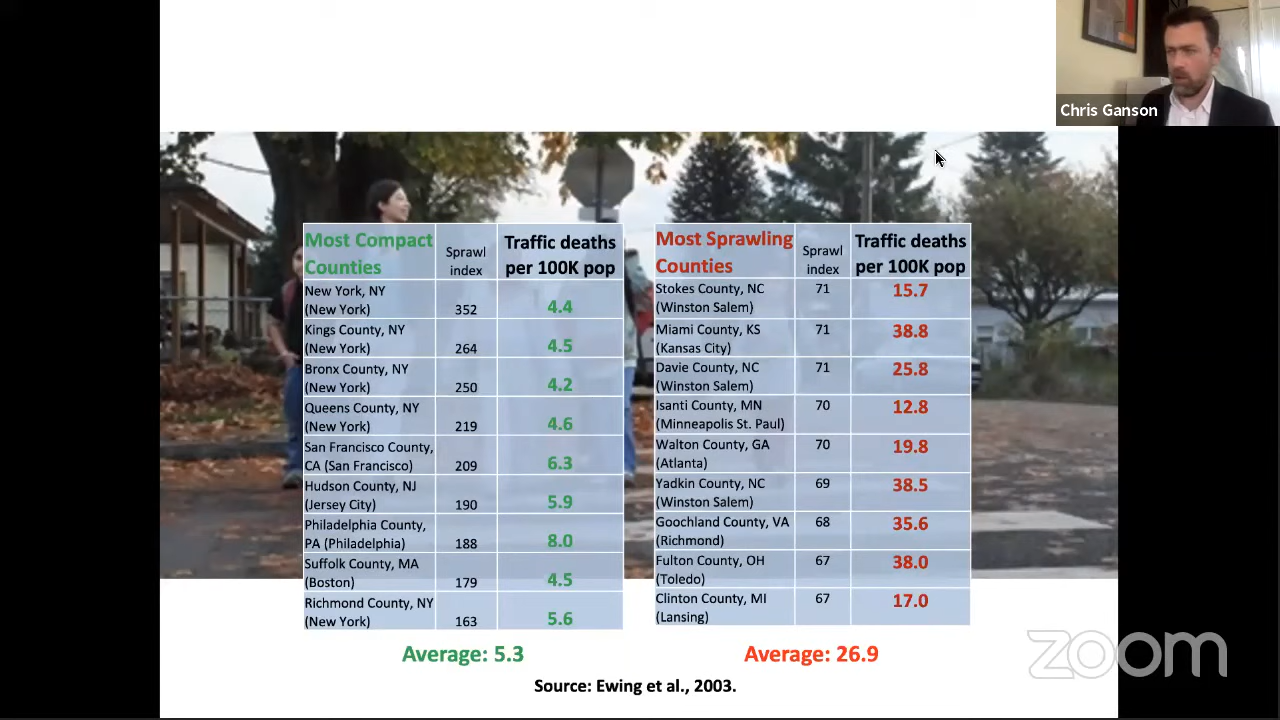 Chris Ganson
Most Compact
Counties
Sprawl
index
Traffic deaths
per 100K pop
New York, NY
(New York)
352
4.4
Kings County, NY
(New York)
264
4.5
Bronx County, NY
(New York)
250
4.2
Queens County, NY
(New York)
219
4.6
San Francisco County,
CA (San Francisco)
209
6.3
Hudson County, NJ
(Jersey City)
190
5.9
Philadelphia County,
PA (Philadelphia)
188
8.0
Suffolk County, MA
(Boston)
179
4.5
Richmond County, NY
(New York)
163
5.6
Average: 5.3
Most Sprawling
Counties
Sprawl
index
Traffic deaths
per 100K pop
Stokes County, NC
(Winston Salem)
71
15.7
Miami County, KS
(Kansas City)
71
38.8
Davie County, NC
(Winston Salem)
71
25.8
Isanti County, MN
(Minneapolis St. Paul)
70
12.8
Walton County, GA
(Atlanta)
70
19.8
Yadkin County, NC
(Winston Salem)
69
38.5
Goochland County, VA
(Richmond)
68
35.6
Fulton County, OH
(Toledo)
67
38.0
Clinton County, MI
(Lansing)
67
17.0
Average: 26.9
Source: Ewing et al., 2003.
zoom